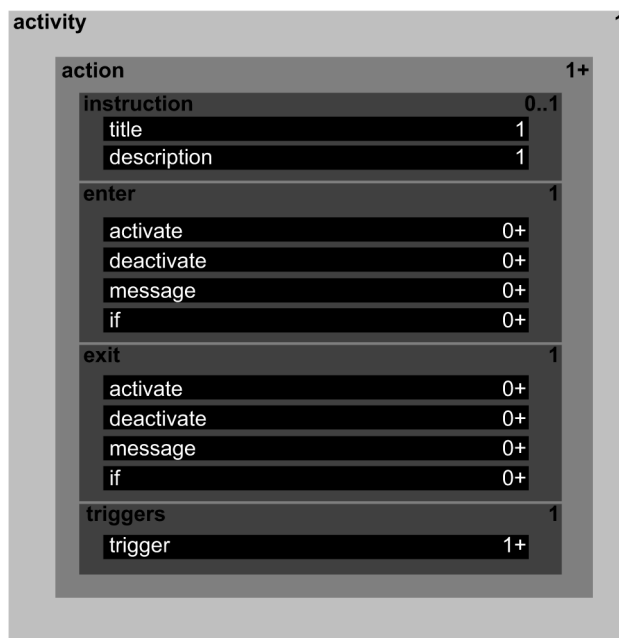 activity 1
action 1+
instruction 0..1
title 1
description 1
enter 1
activate 0+
deactivate 0+
message 0+
if 0+
exit 1
activate 0+
deactivate 0+
message 0+
if 0+
triggers 1
trigger 1+